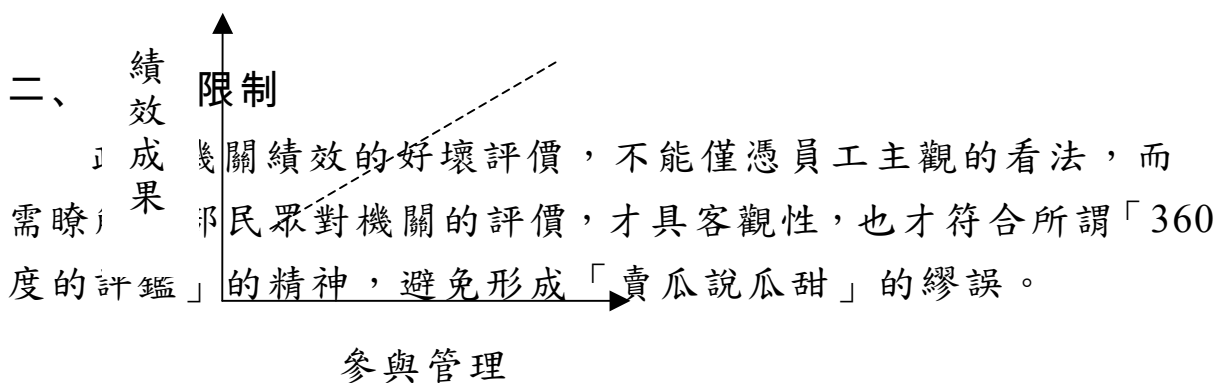 績效成果
二、 限制
機關績效的好壞評價，不能僅憑員工主觀的看法，而
需瞭 部民眾對機關的評價，才具客觀性，也才符合所謂「360
度的評鑑」的精神，避免形成「賣瓜說瓜甜」的繆誤。
參與管理